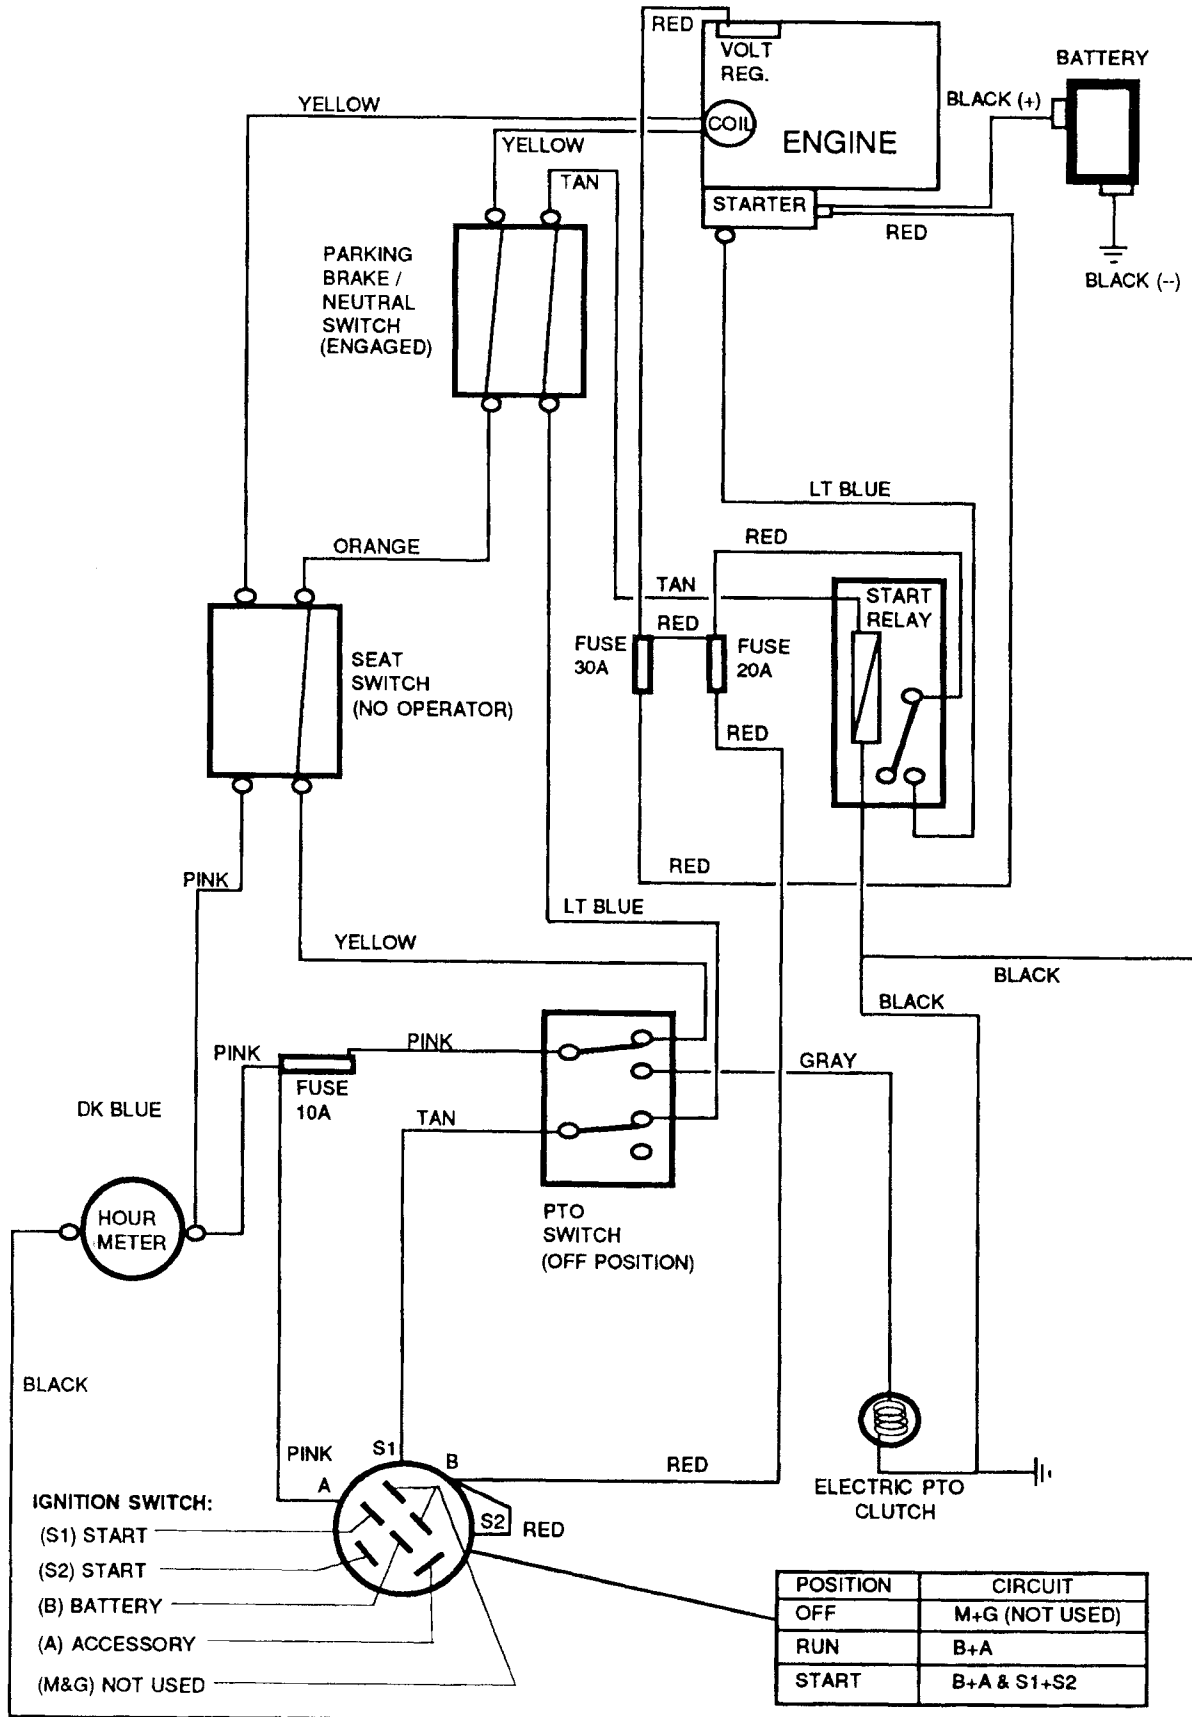 RED
VOLT
REG.
BATTERY
YELLOW
BLACK (+)
COIL
ENGINE
YELLOW
TAN
STARTER
RED
PARKING
BRAKE /
NEUTRAL
SWITCH
(ENGAGED)
BLACK (--)
LT BLUE
RED
ORANGE
TAN
START
RELAY
RED
FUSE
30A
FUSE
20A
SEAT
SWITCH
(NO OPERATOR)
RED
RED
PINK
LT BLUE
YELLOW
BLACK
BLACK
PINK
PINK
GRAY
FUSE
10A
DK BLUE
TAN
HOUR
METER
PTO
SWITCH
(OFF POSITION)
BLACK
PINK
S1
B
RED
A
ELECTRIC PTO
CLUTCH
IGNITION SWITCH:
S2
RED
(S1) START
(S2) START
(B) BATTERY
(A) ACCESSORY
(M&G) NOT USED
POSITION CIRCUIT
OFF M+G (NOT USED)
RUN B+A
START B+A & S1+S2